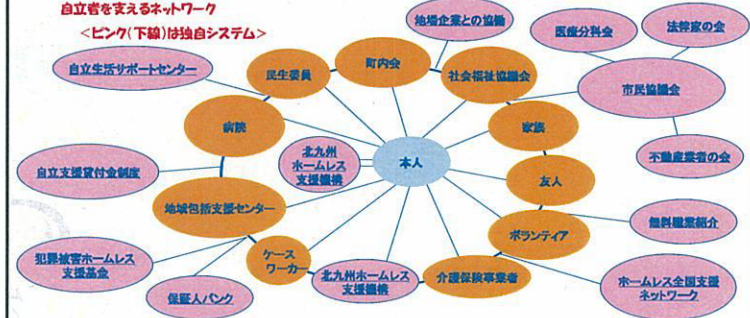 自立者を支えるネットワーク
<ピンク(下線)は独自システム>
地場企業との協働
医療分科会
法律家の会
自立生活サポートセンター
民生委員
町内会
社会福祉協議会
市民協議会
病院
家族
北九州
ホームレス
支援機構
本人
不動産業者の会
自立支援貸付金制度
友人
地域包括支援センター
無料職業紹介
ボランティア
犯罪被害ホームレス
支援基金
ケース
ワーカー
北九州ホームレス
支援機構
介護保険事業者
ホームレス全国支援
ネットワーク
保証人バンク